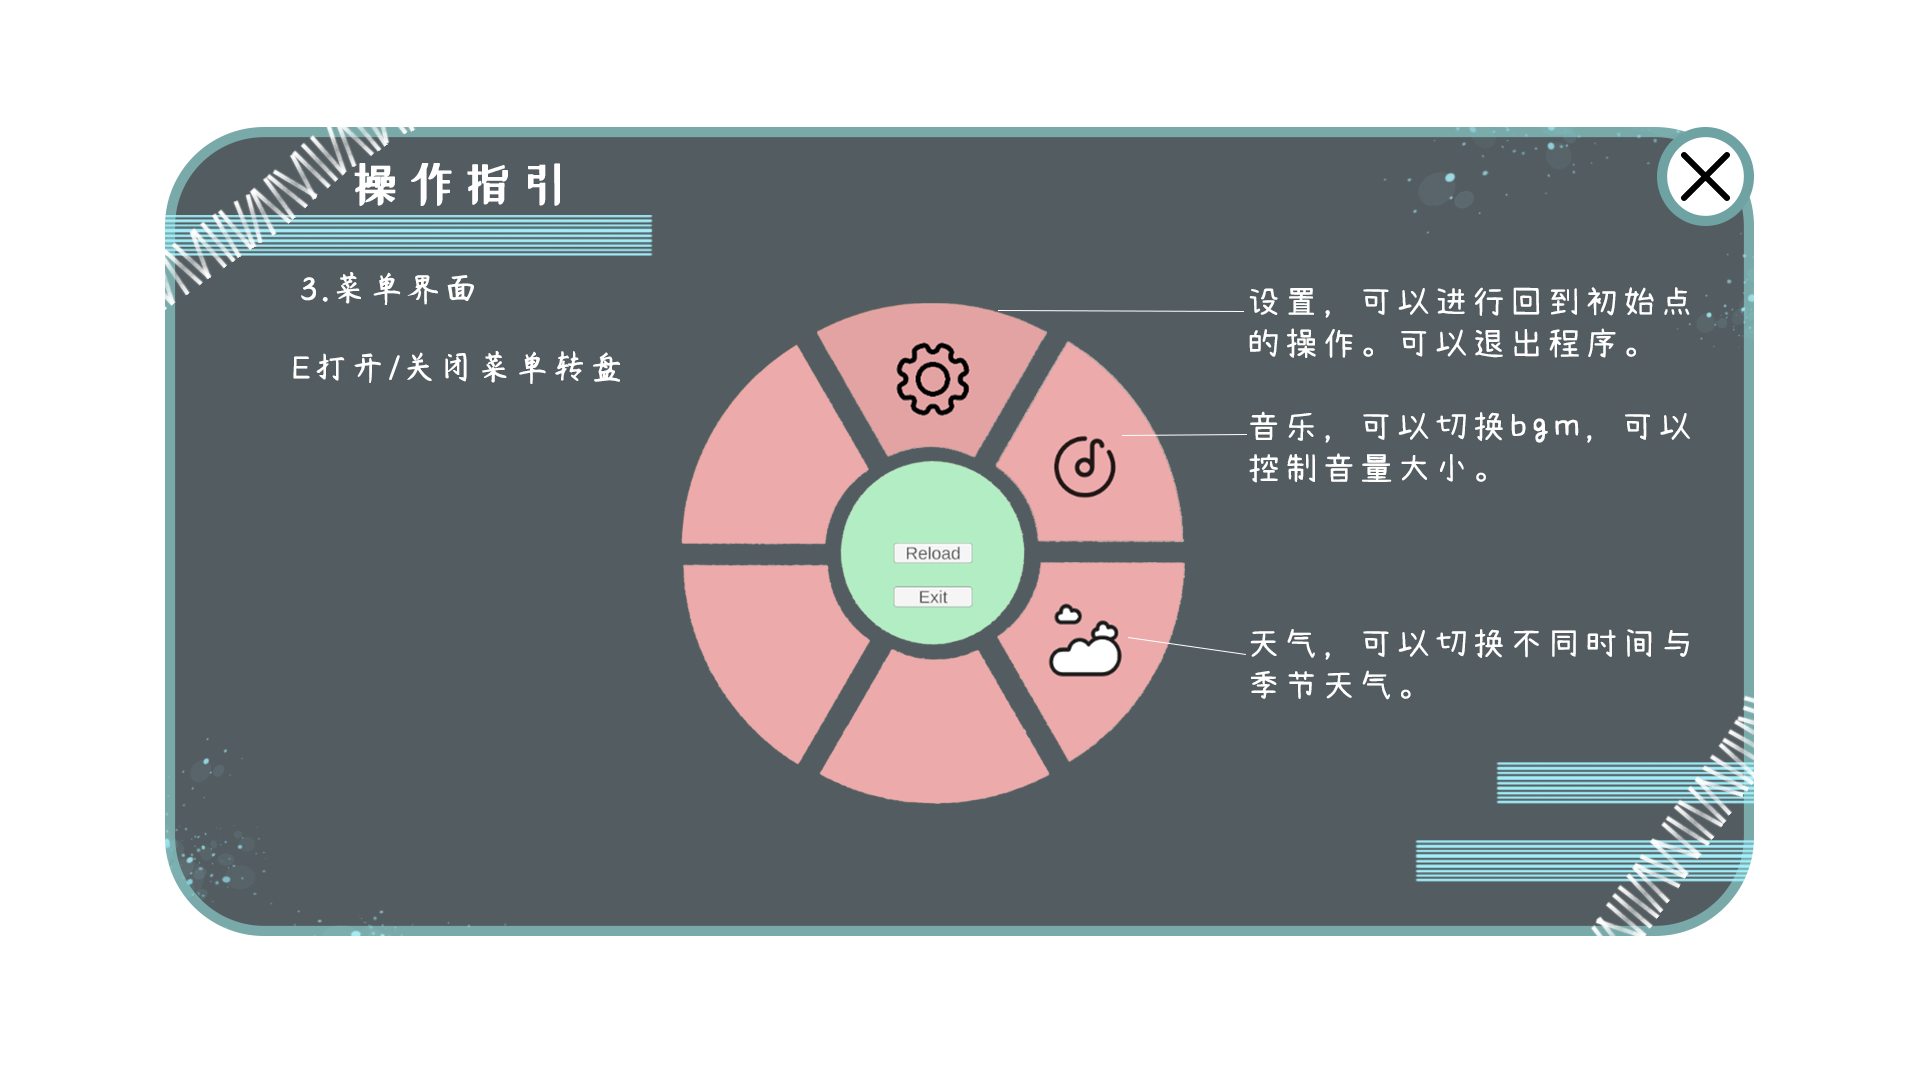 操作指引
3.菜单界面
E打开/关闭菜单转盘
设置，可以进行回到初始点
的操作。可以退出程序。
音乐，可以切换bgm，可以
控制音量大小。
Reload
Exit
天气，可以切换不同时间与
季节天气。